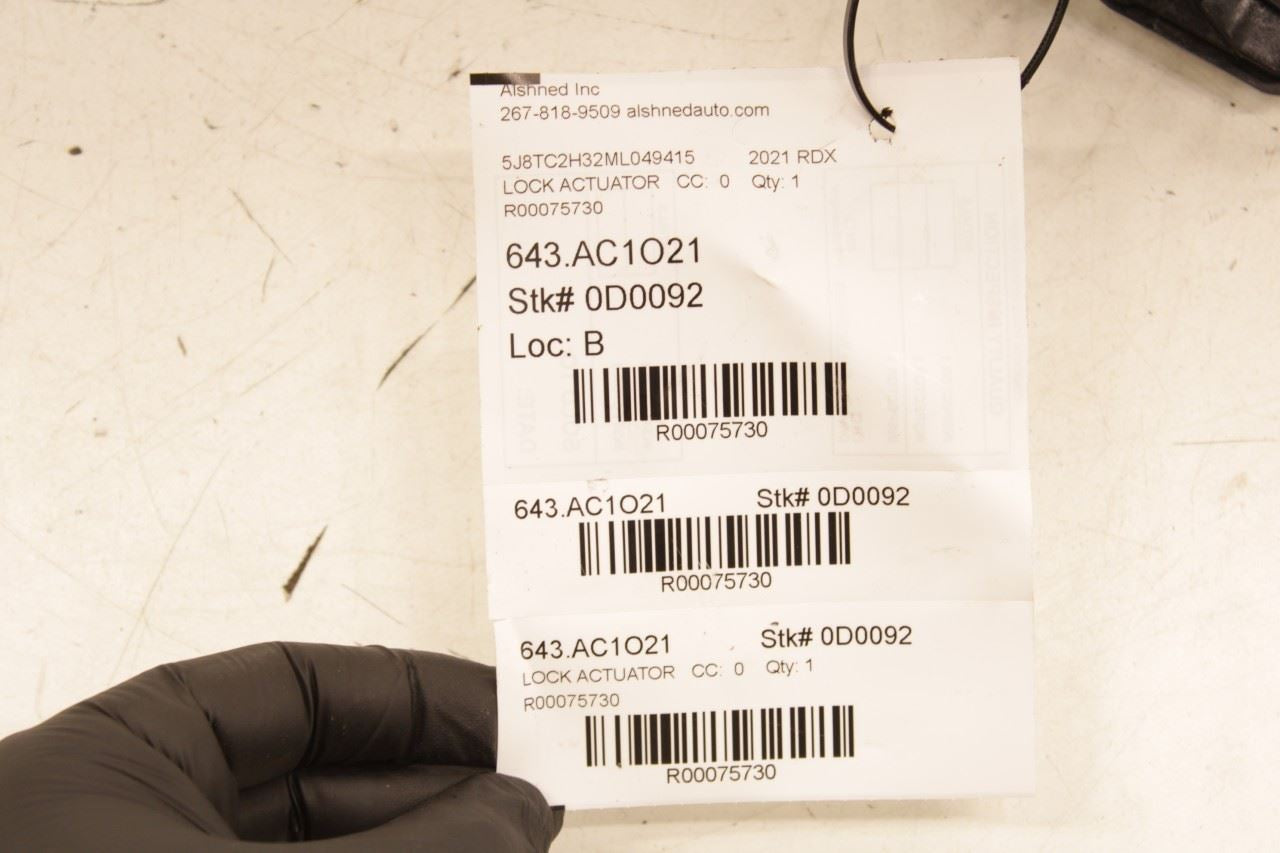 Alshned Inc
267-818-9509 alshnedauto.com
5J8TC2H32ML049415 2021 RDX
LOCK ACTUATOR CC: 0 Qty: 1
R00075730
643.AC1O21
Stk# 0D0092
Loc: B
R00075730
643.AC1O21 Stk# 0D0092
R00075730
643.AC1O21 Stk# 0D0092
LOCK ACTUATOR CC: 0 Qty: 1
R00075730
R00075730